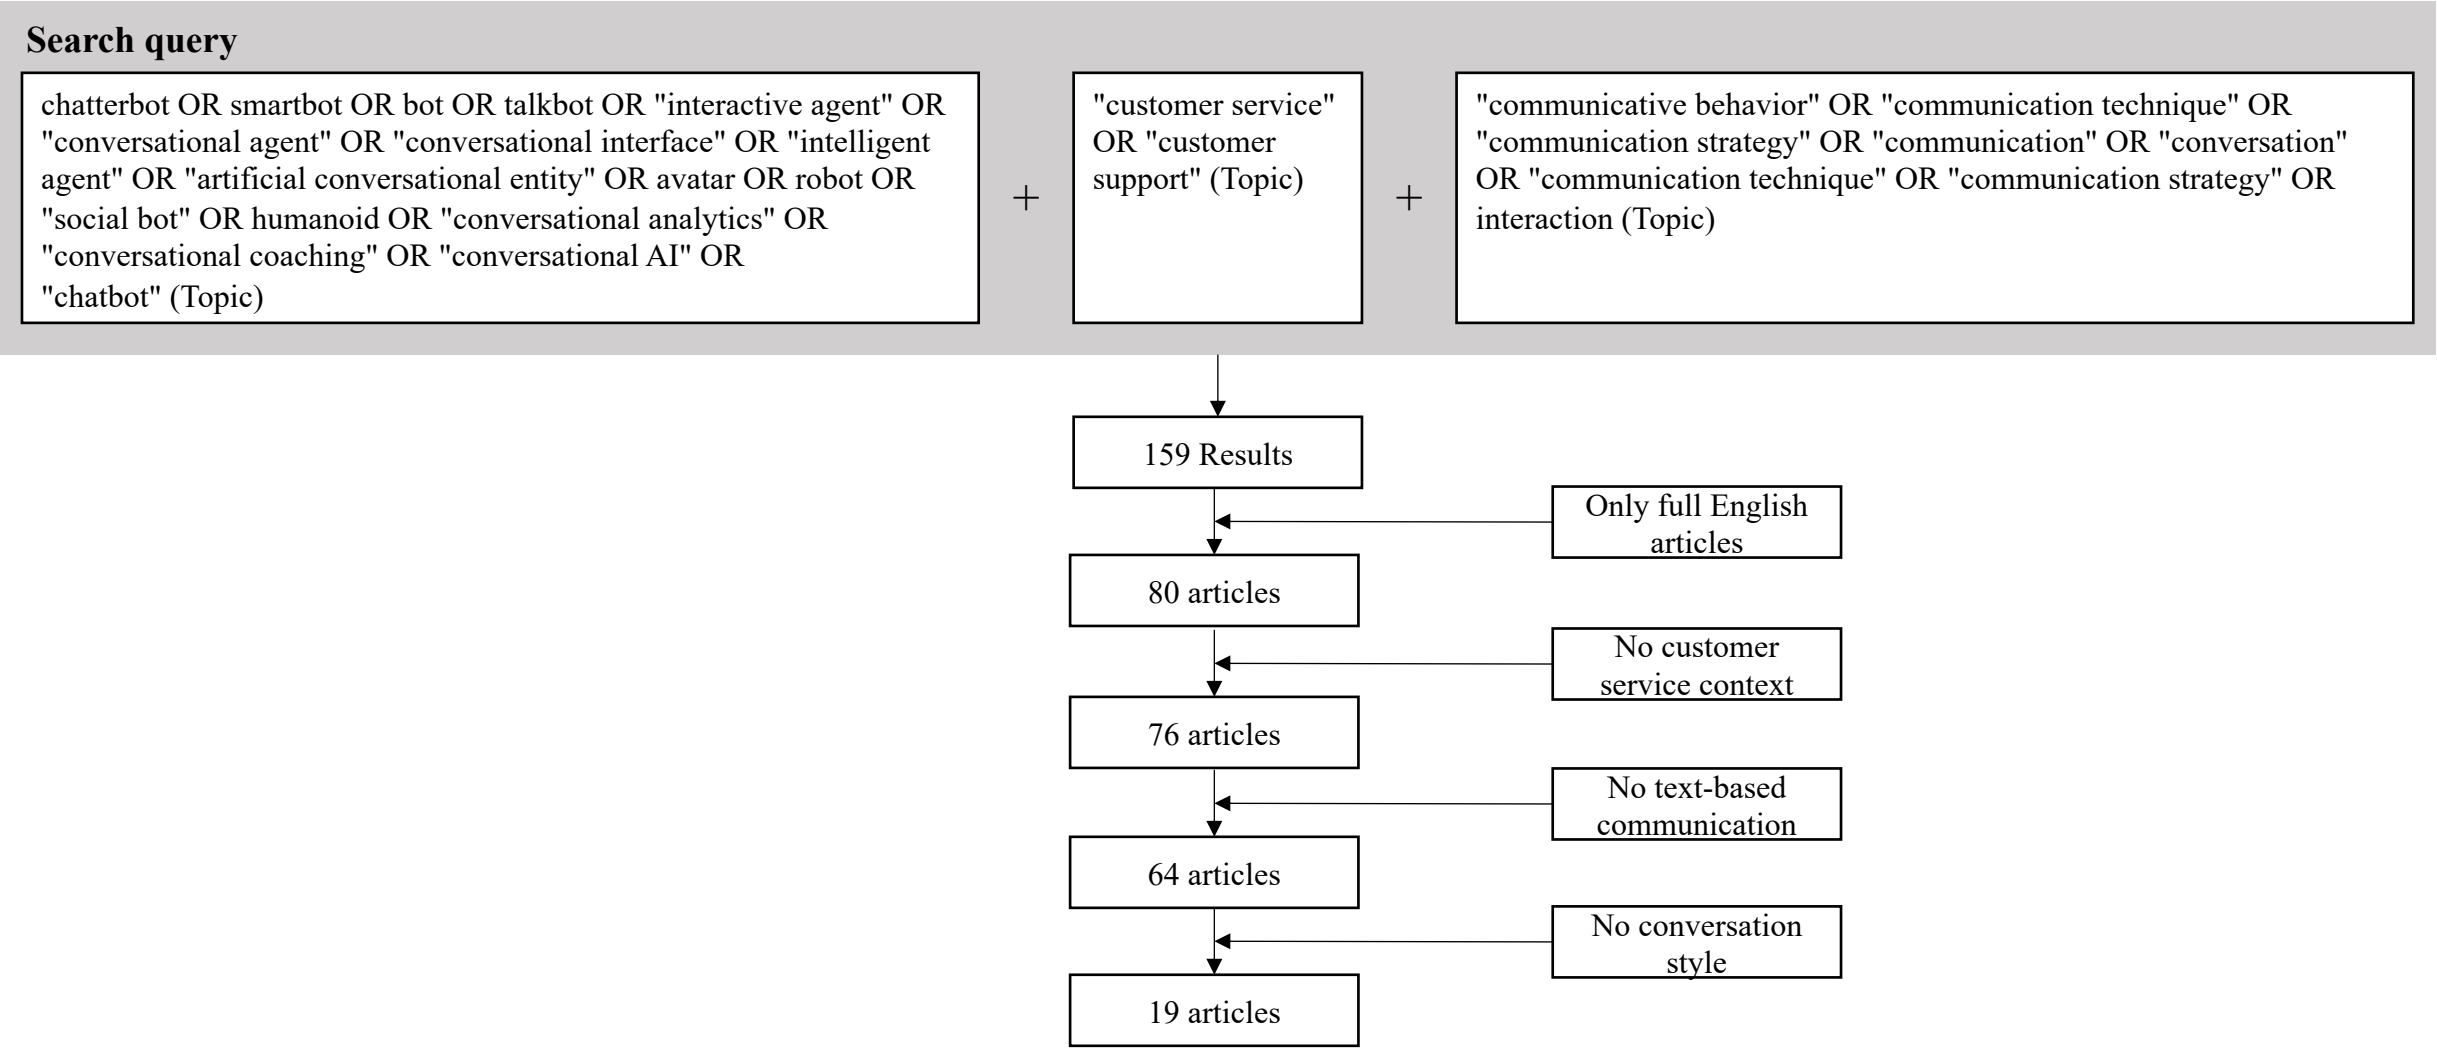 Search query
chatterbot OR smartbot OR bot OR talkbot OR "interactive agent" OR
"conversational agent" OR "conversational interface" OR "intelligent
agent" OR "artificial conversational entity" OR avatar OR robot OR
"social bot" OR humanoid OR "conversational analytics" OR
"conversational coaching" OR "conversational AI" OR
"chatbot" (Topic)
+
"customer service"
OR "customer
support" (Topic)
+
"communicative behavior" OR "communication technique" OR
"communication strategy" OR "communication" OR "conversation"
OR "communication technique" OR "communication strategy" OR
interaction (Topic)
159 Results
Only full English
articles
80 articles
No customer
service context
76 articles
No text-based
communication
64 articles
No conversation
style
19 articles